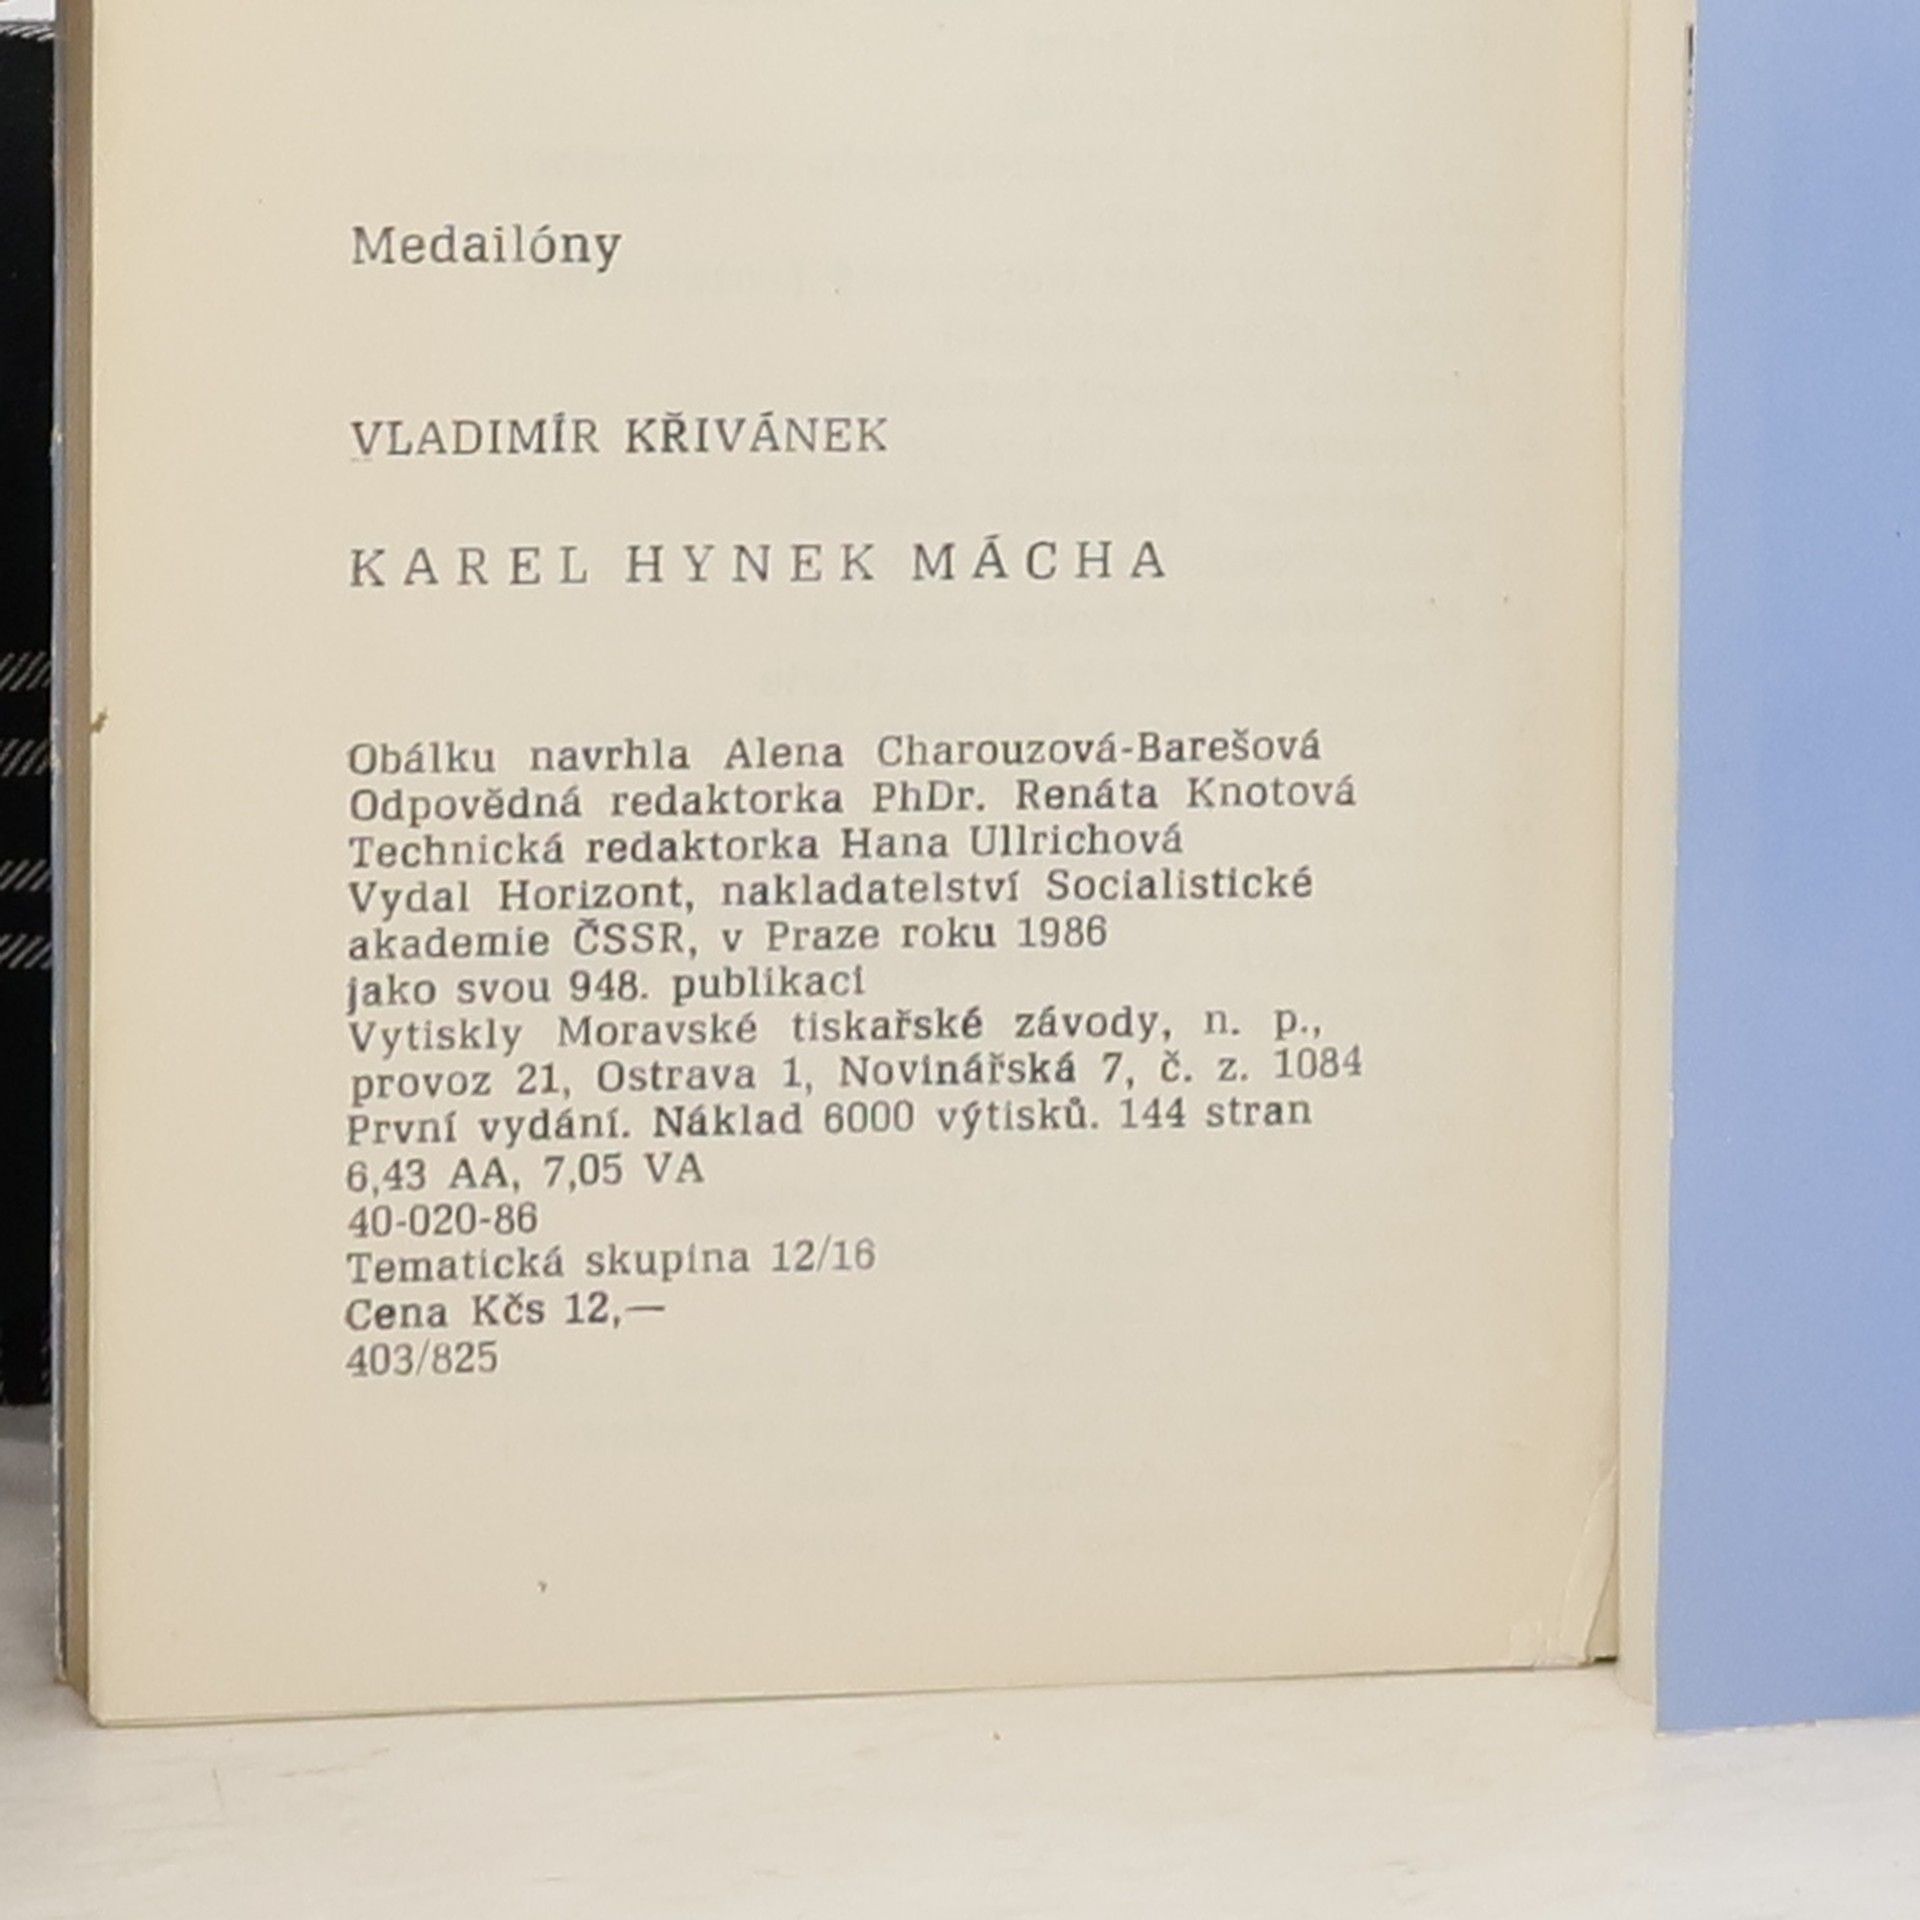 Medailóny
VLADIMÍR KŘIVÁNEK
KAREL HYNEK MÁCHA
Obálku navrhla Alena Charouzová-Barešová
Odpovědná redaktorka PhDr. Renáta Knotová
Technická redaktorka Hana Ullrichová
Vydal Horizont, nakladatelství Socialistické
akademie ČSSR, v Praze roku 1986
jako svou 948. publikaci
Vytiskly Moravské tiskařské závody, n. p.,
provoz 21, Ostrava 1, Novinářská 7, č. z. 1084
První vydání. Náklad 6000 výtisků. 144 stran
6,43 AA, 7,05 VA
40-020-86
Tematická skupina 12/16
Cena Kčs 12,—
403/825